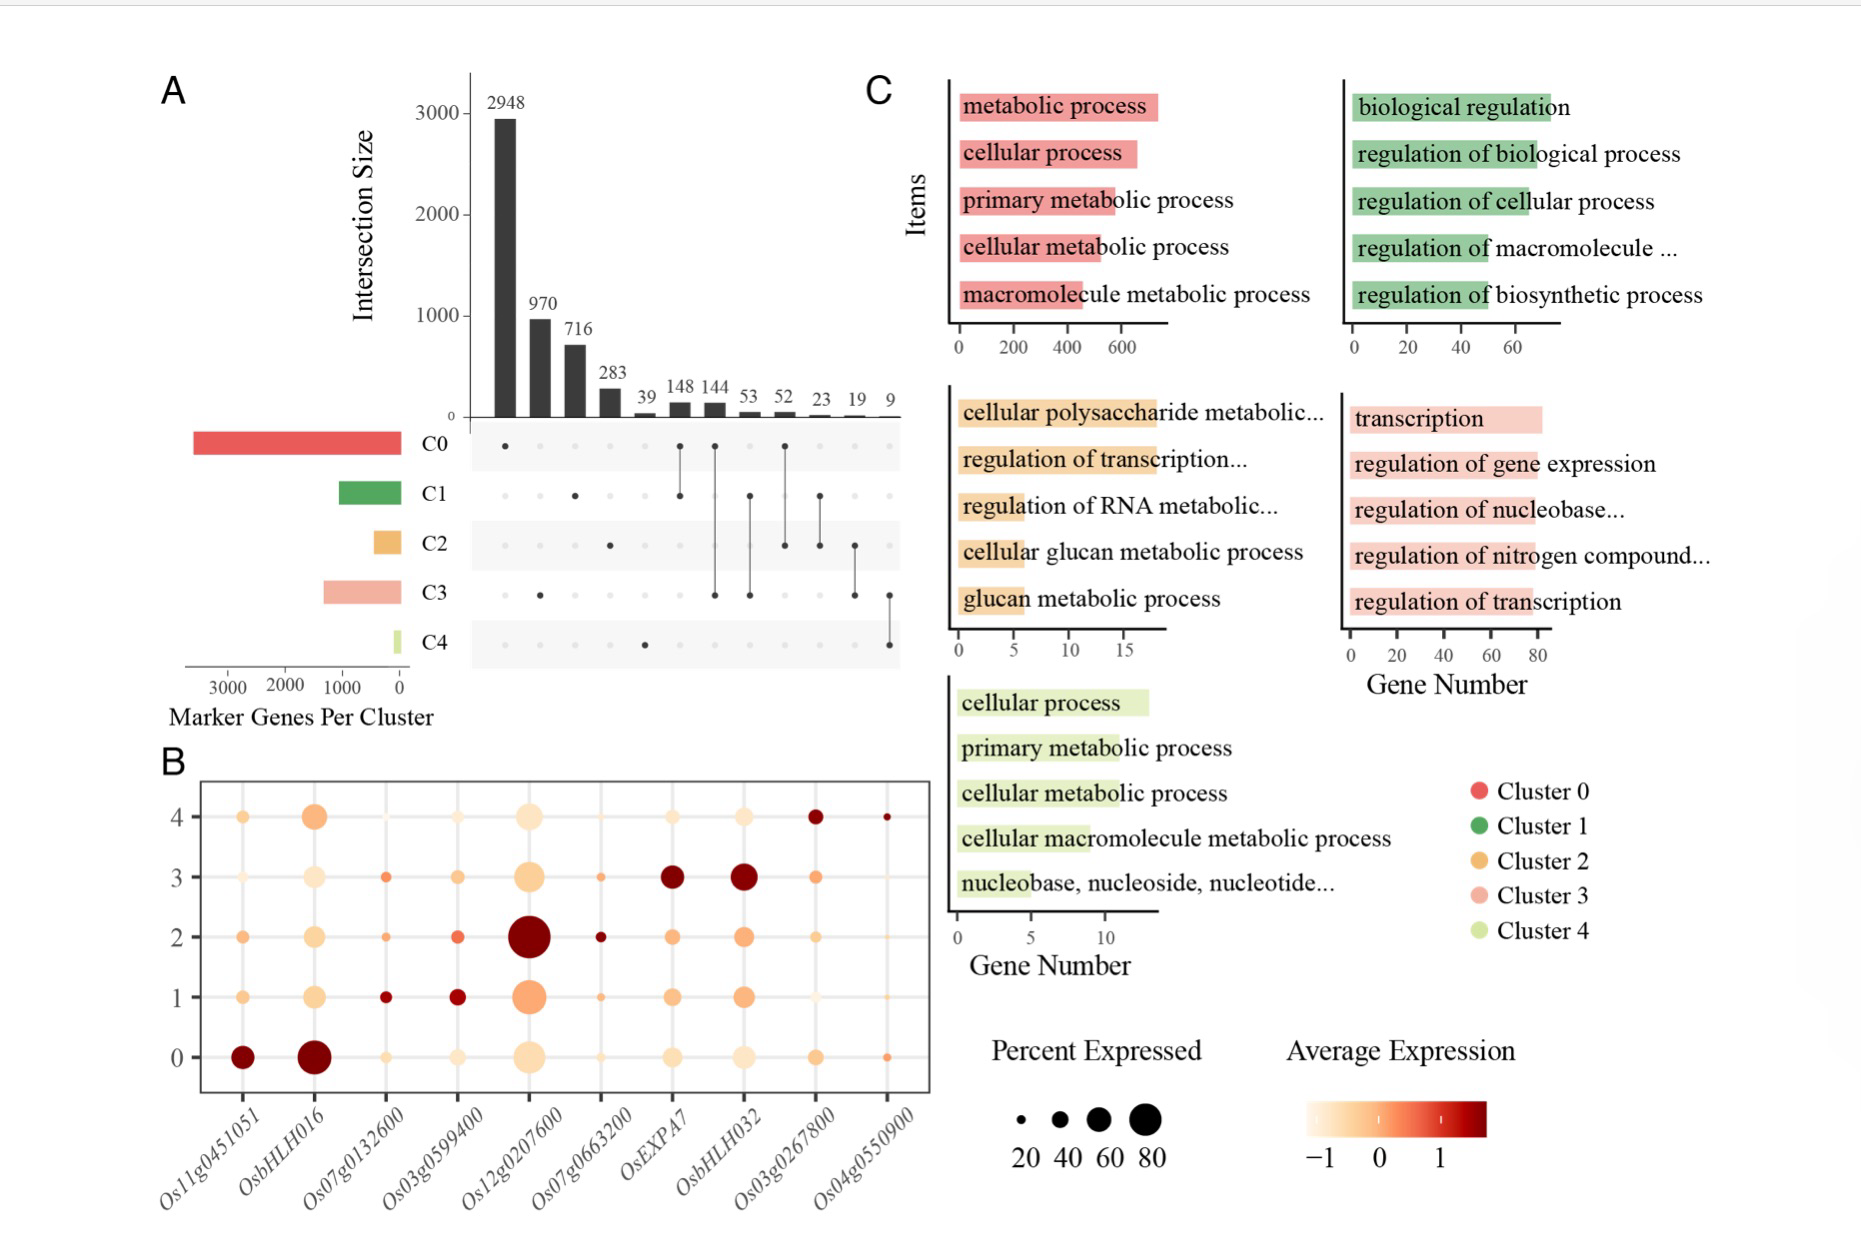 A
Intersection Size
3000
2000
1000
0
2948
970
716
283
39
148
144
53
52
23
19
9
C0
C1
C2
C3
C4
3000 2000 1000 0
Marker Genes Per Cluster
B
4
3
2
1
0
Os11g0451051
OsbHLH016
Os07g0132600
Os03g0599400
Os12g0207600
Os07g0663200
OsEXPA7
OsbHLH032
Os03g0267800
Os04g0550900
C
Items
metabolic process
cellular process
primary metabolic process
cellular metabolic process
macromolecule metabolic process
0 200 400 600
biological regulation
regulation of biological process
regulation of cellular process
regulation of macromolecule ...
regulation of biosynthetic process
0 20 40 60
cellular polysaccharide metabolic...
regulation of transcription...
regulation of RNA metabolic...
cellular glucan metabolic process
glucan metabolic process
0 5 10 15
transcription
regulation of gene expression
regulation of nucleobase...
regulation of nitrogen compound...
regulation of transcription
0 20 40 60 80
Gene Number
cellular process
primary metabolic process
cellular metabolic process
cellular macromolecule metabolic process
nucleobase, nucleoside, nucleotide...
0 5 10
Gene Number
Cluster 0
Cluster 1
Cluster 2
Cluster 3
Cluster 4
Percent Expressed
20 40 60 80
Average Expression
−1 0 1